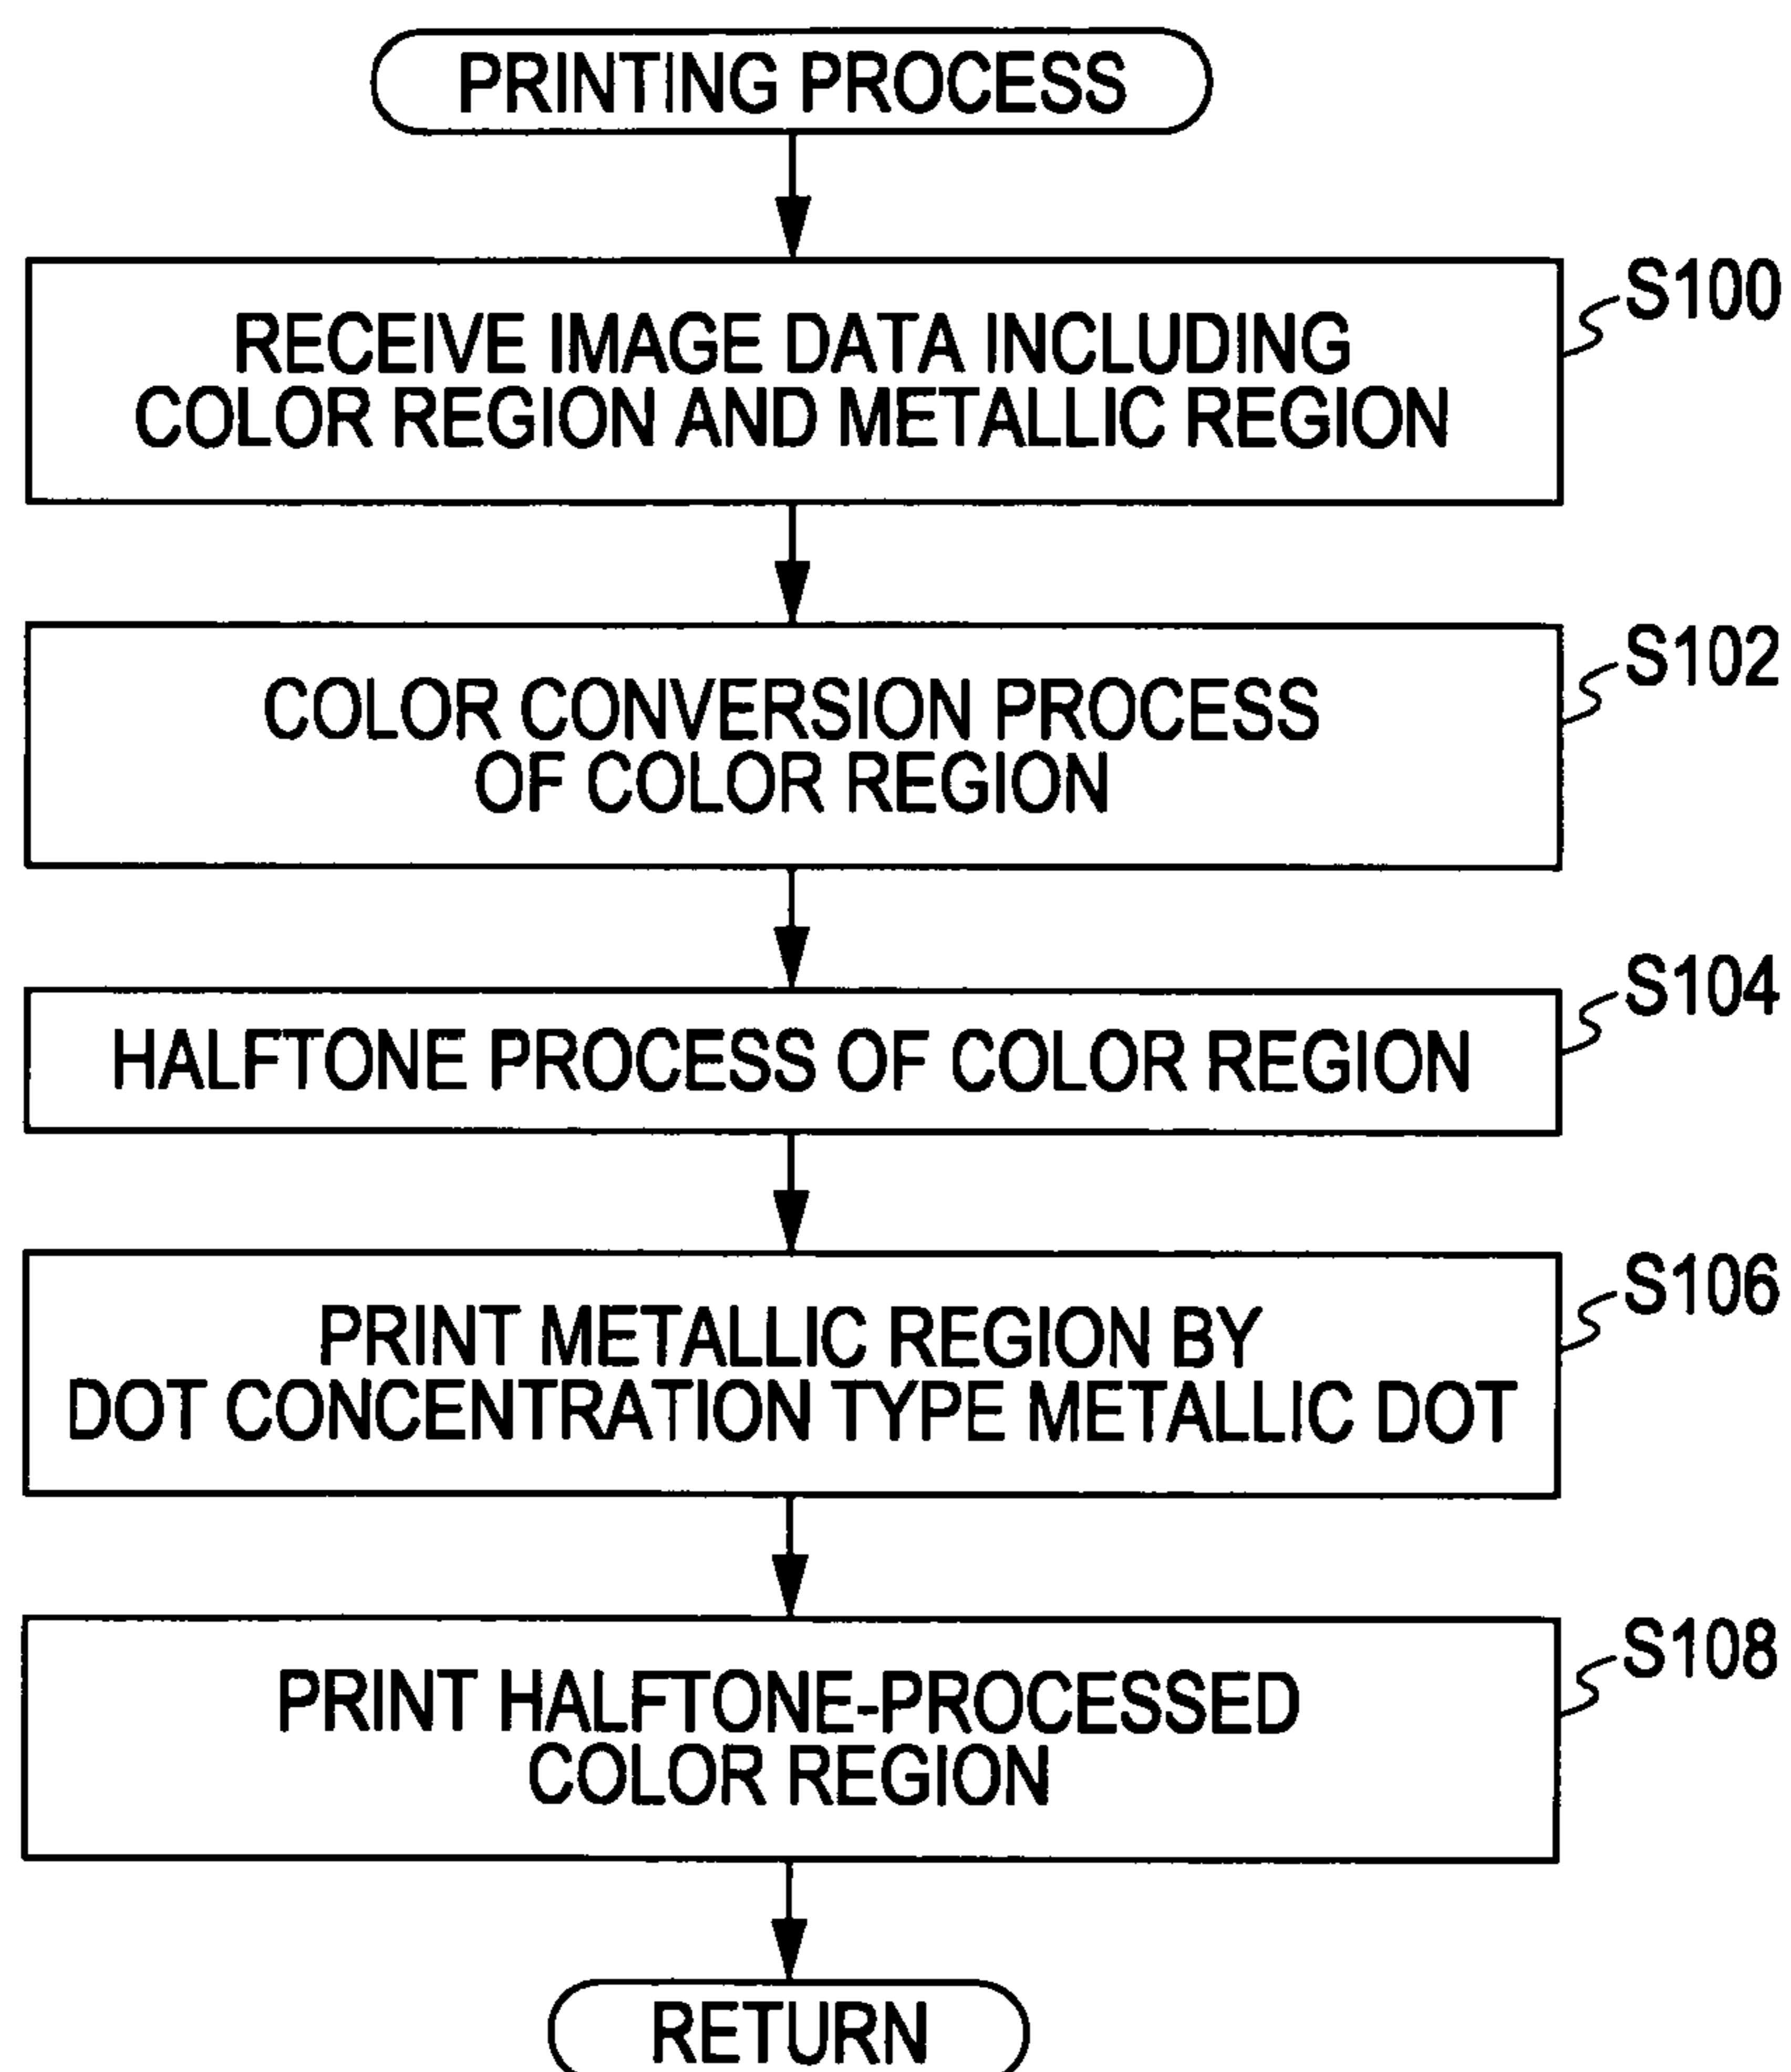 PRINTING PROCESS
S100
RECEIVE IMAGE DATA INCLUDING
COLOR REGION AND METALLIC REGION
S102
COLOR CONVERSION PROCESS
OF COLOR REGION
S104
HALFTONE PROCESS OF COLOR REGION
S106
PRINT METALLIC REGION BY
DOT CONCENTRATION TYPE METALLIC DOT
S108
PRINT HALFTONE-PROCESSED
COLOR REGION
RETURN